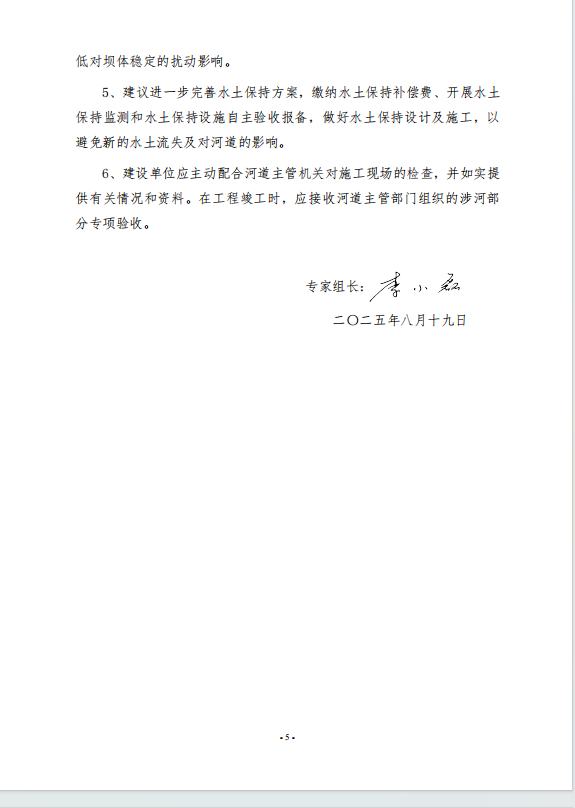 低对坝体稳定的扰动影响。
5、建议进一步完善水土保持方案，缴纳水土保持补偿费、开展水土
保持监测和水土保持设施自主验收报备，做好水土保持设计及施工，以
避免新的水土流失及对河道的影响。
6、建设单位应主动配合河道主管机关对施工现场的检查，并如实提
供有关情况和资料。在工程竣工时，应接收河道主管部门组织的涉河部
分专项验收。
专家组长：李小磊
二〇二五年八月十九日
- 5 -